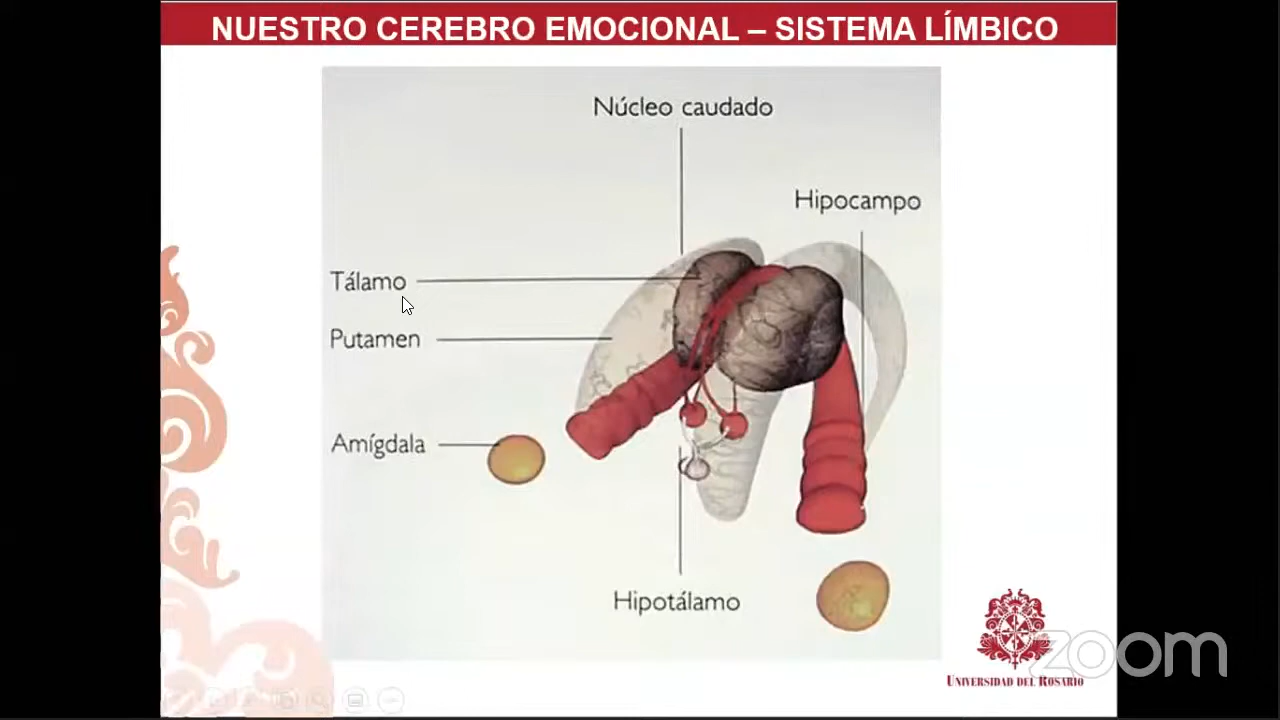 NUESTRO CEREBRO EMOCIONAL – SISTEMA LÍMBICO
Núcleo caudado
Hipocampo
Tálamo
Putamen
Amígdala
Hipotálamo
zoom
UNIVERSIDAD DEL ROSARIO